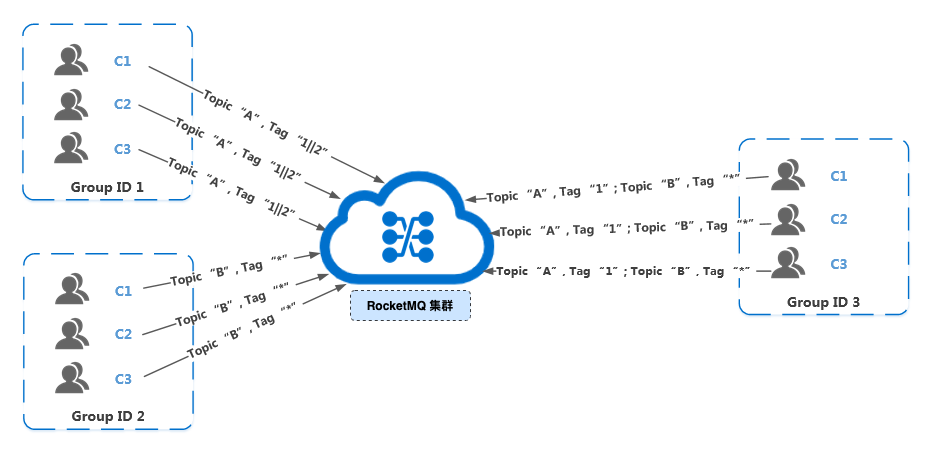 C1
C2
C3
Group ID 1
Topic “A” , Tag “1||2”
Topic “A” , Tag “1||2”
Topic “A” , Tag “1||2”
C1
C2
C3
Group ID 2
Topic “B” , Tag “*”
Topic “B” , Tag “*”
Topic “B” , Tag “*”
RocketMQ 集群
Topic “A” , Tag “1” ; Topic “B” , Tag “*”
Topic “A” , Tag “1” ; Topic “B” , Tag “*”
Topic “A” , Tag “1” ; Topic “B” , Tag “*”
C1
C2
C3
Group ID 3